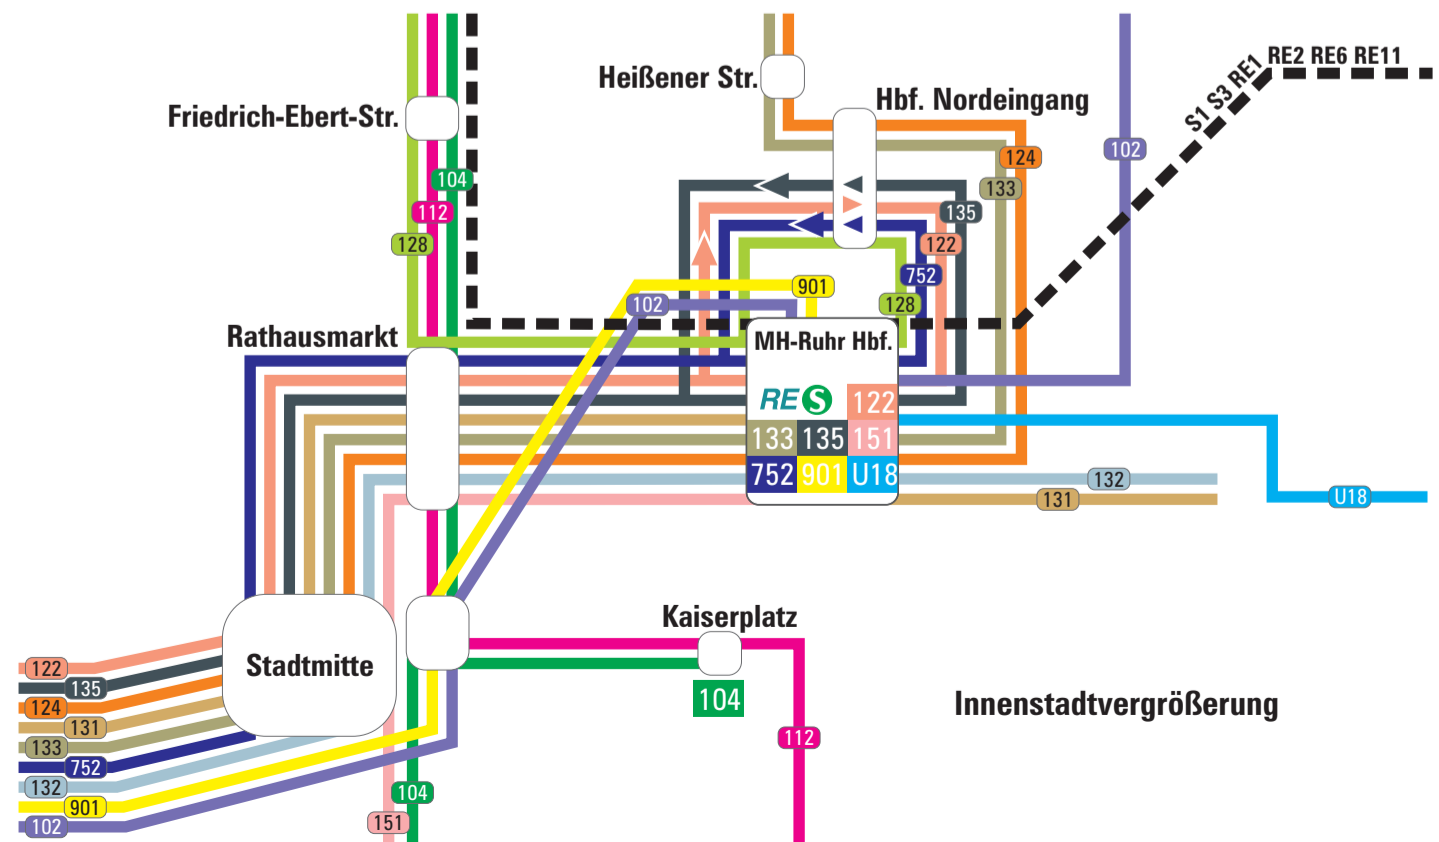 S1 S3 RE1
RE2 RE6 RE11
Heißener Str.
Hbf. Nordeingang
Friedrich-Ebert-Str.
102
124
104
133
112
135
128
122
752
901
102
128
Rathausmarkt
MH-Ruhr Hbf.
RE S
122
133 135 151
752 901 U18
132
131
U18
Kaiserplatz
Stadtmitte
122
135
104
124
Innenstadtvergrößerung
131
112
133
752
132
104
901
151
102